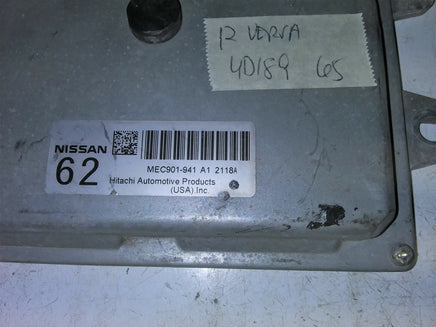 12 VERSA
4D189 65
NISSAN
62
MEC901-941 A1 2118A
Hitachi Automotive Products
(USA),Inc.